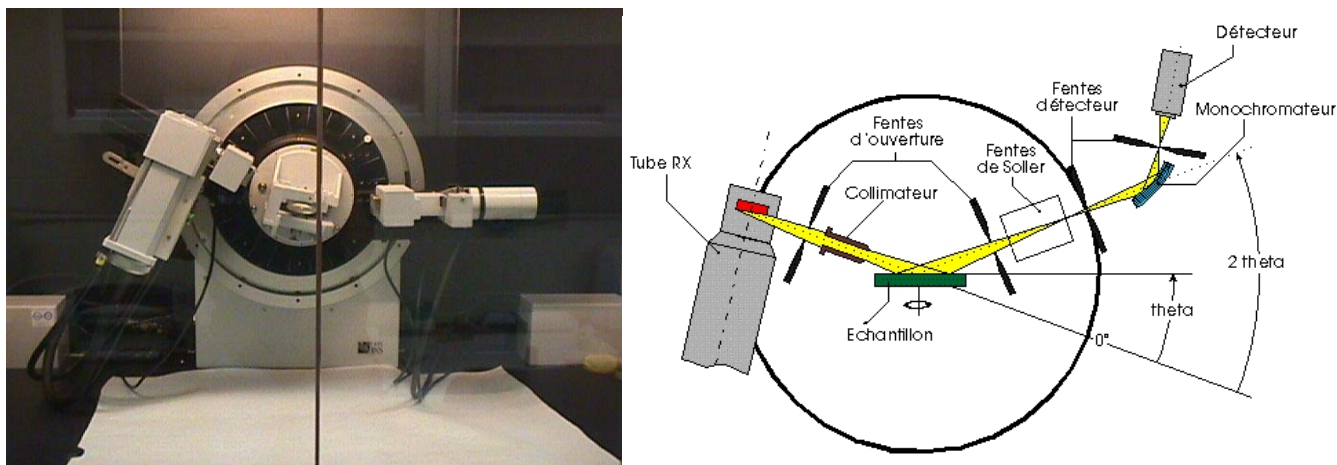 Détecteur
Fentes
détecteur
Monochromateur
Fentes
d'ouverture
Fentes
de Soller
Tube RX
Collimateur
2 theta
theta
Echantillon
0°